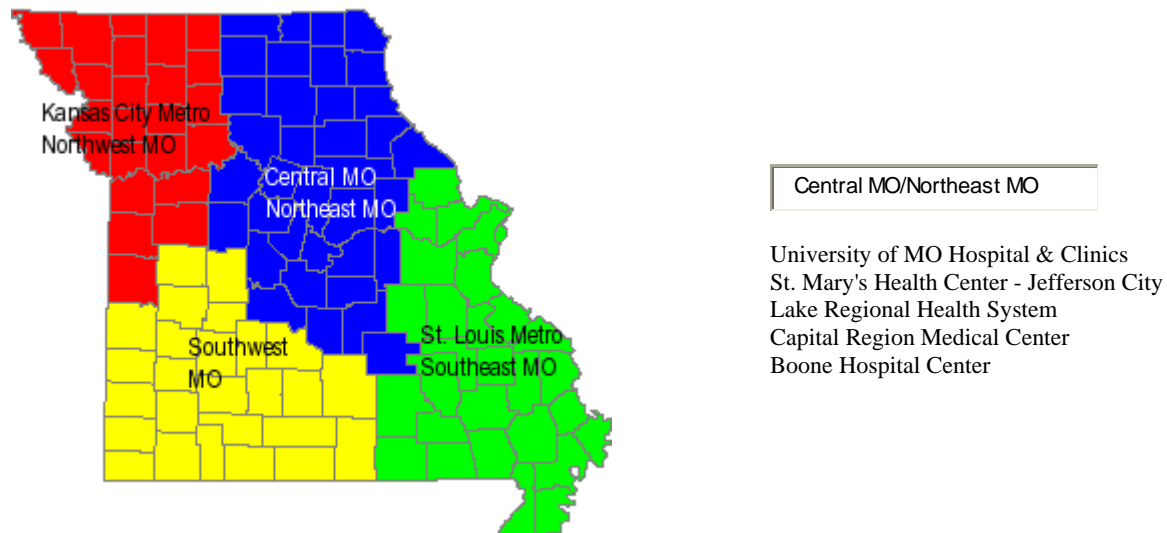 Kansas City Metro
Northwest MO
Central MO
Northeast MO
St. Louis Metro
Southeast MO
Southwest
MO
Central MO/Northeast MO
University of MO Hospital & Clinics
St. Mary's Health Center - Jefferson City
Lake Regional Health System
Capital Region Medical Center
Boone Hospital Center